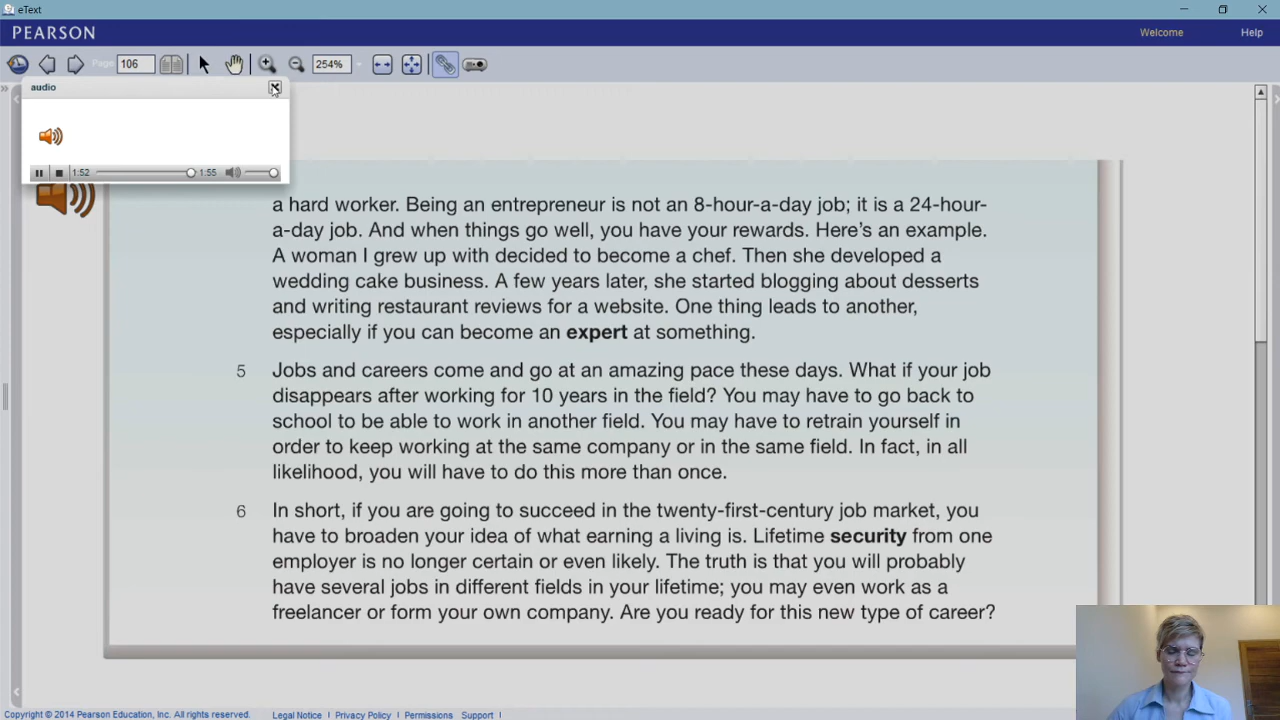 eText
PEARSON
Welcome
Help
Page
106
254%
audio
1:52
1:55
a hard worker. Being an entrepreneur is not an 8-hour-a-day job; it is a 24-hour-
a-day job. And when things go well, you have your rewards. Here’s an example.
A woman I grew up with decided to become a chef. Then she developed a
wedding cake business. A few years later, she started blogging about desserts
and writing restaurant reviews for a website. One thing leads to another,
especially if you can become an expert at something.
5 Jobs and careers come and go at an amazing pace these days. What if your job
disappears after working for 10 years in the field? You may have to go back to
school to be able to work in another field. You may have to retrain yourself in
order to keep working at the same company or in the same field. In fact, in all
likelihood, you will have to do this more than once.
6 In short, if you are going to succeed in the twenty-first-century job market, you
have to broaden your idea of what earning a living is. Lifetime security from one
employer is no longer certain or even likely. The truth is that you will probably
have several jobs in different fields in your lifetime; you may even work as a
freelancer or form your own company. Are you ready for this new type of career?
Copyright © 2014 Pearson Education, Inc. All rights reserved. Legal Notice | Privacy Policy | Permissions Support |